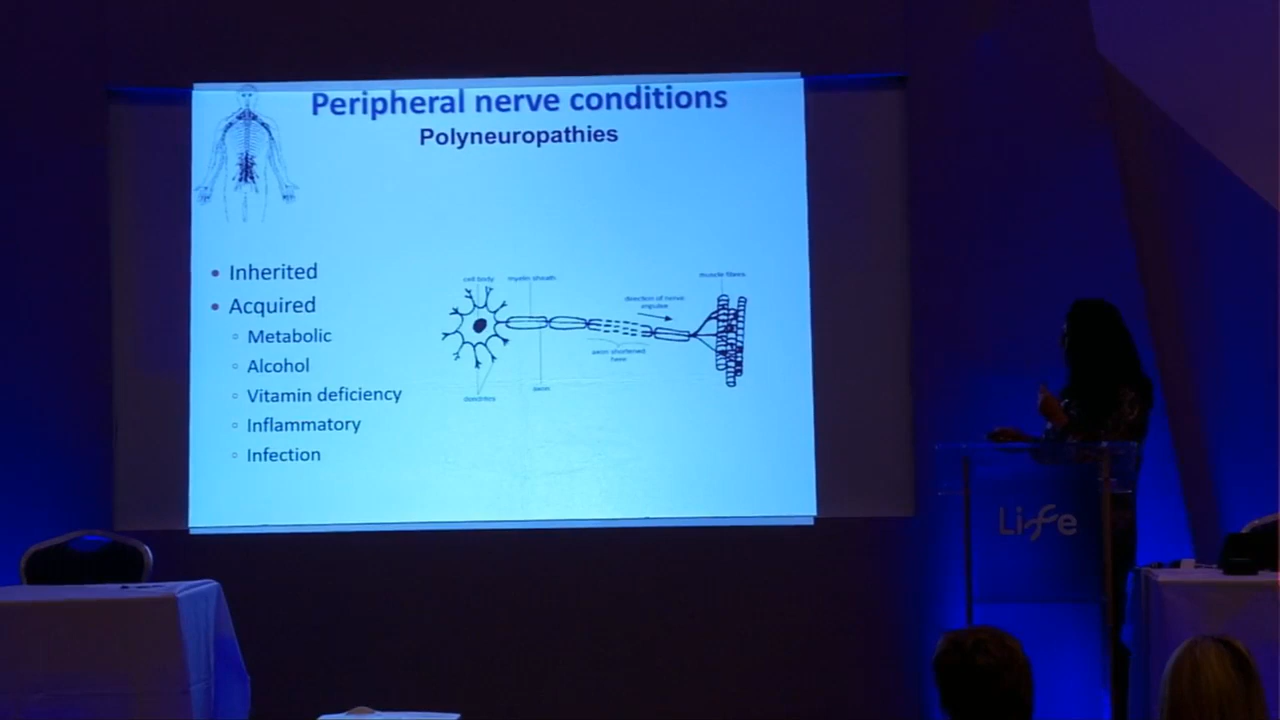 Peripheral nerve conditions
Polyneuropathies
• Inherited
• Acquired
◦ Metabolic
◦ Alcohol
◦ Vitamin deficiency
◦ Inflammatory
◦ Infection
cell body
myelin sheath
muscle fibres
direction of nerve
impulse
axon shortened
here
axon
dendrites
Life